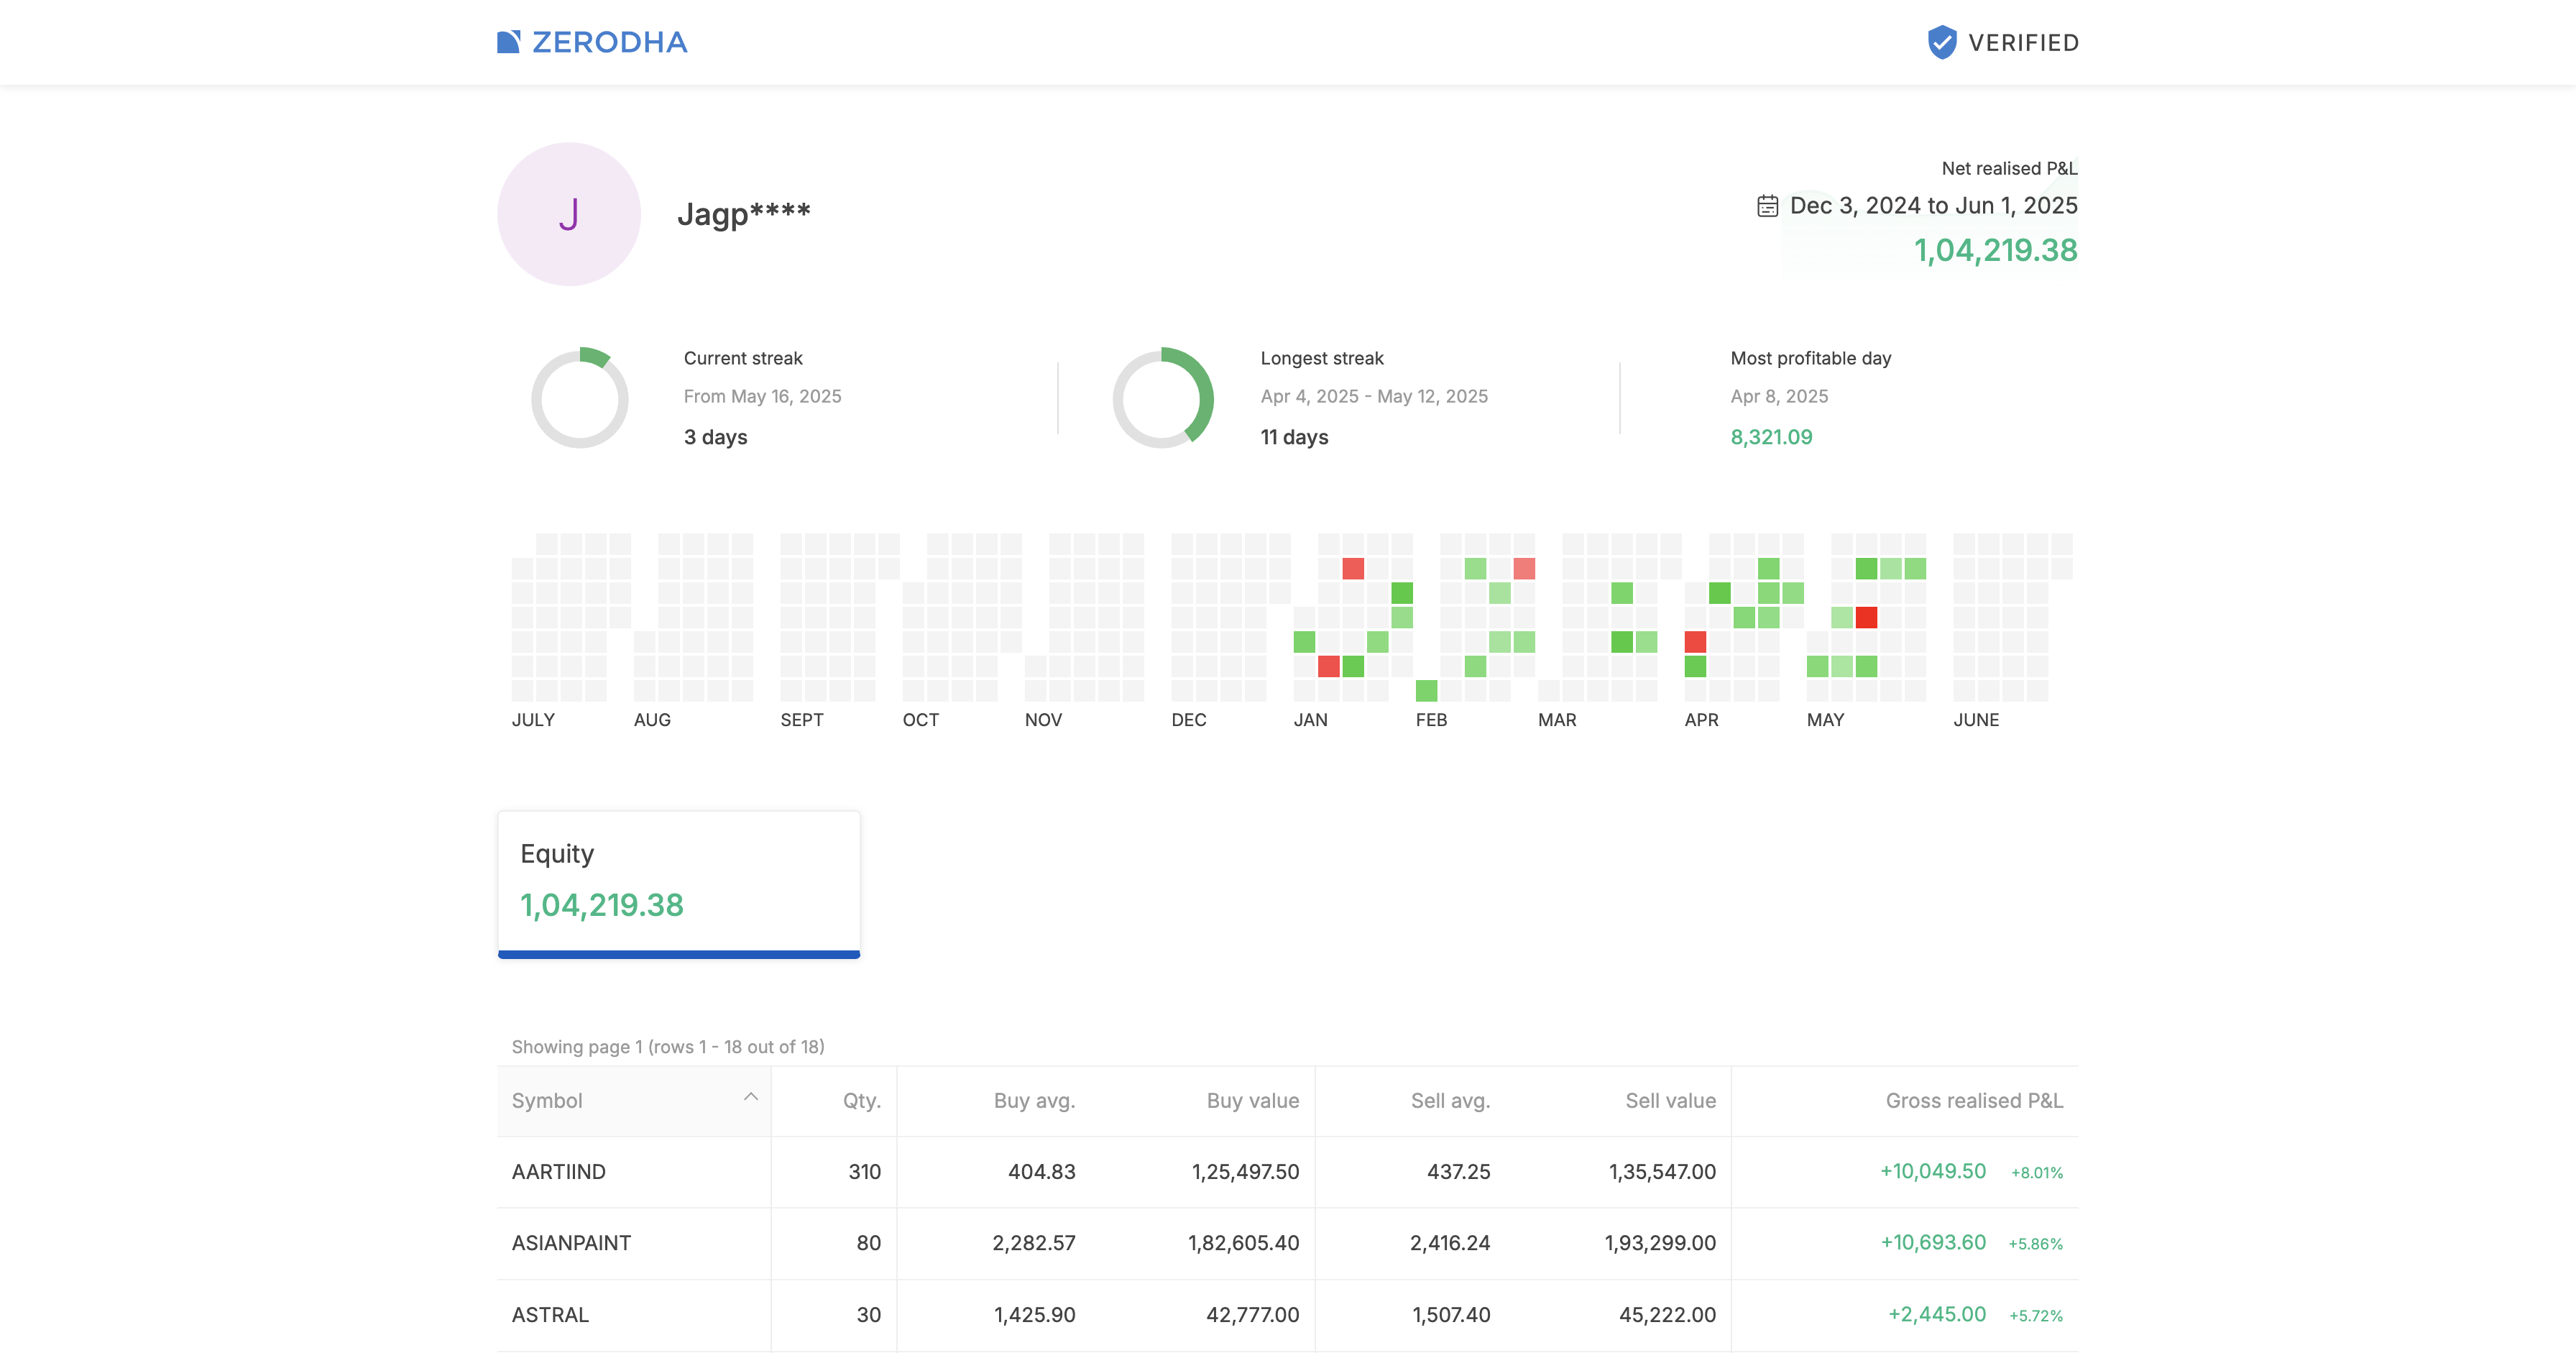 ZERODHA
VERIFIED
J
Jagp****
Net realised P&L
Dec 3, 2024 to Jun 1, 2025
1,04,219.38
Current streak
From May 16, 2025
3 days
Longest streak
Apr 4, 2025 - May 12, 2025
11 days
Most profitable day
Apr 8, 2025
8,321.09
JULY AUG SEPT OCT NOV DEC JAN FEB MAR APR MAY JUNE
Equity
1,04,219.38
Showing page 1 (rows 1 - 18 out of 18)
Symbol Qty. Buy avg. Buy value Sell avg. Sell value Gross realised P&L
AARTIIND 310 404.83 1,25,497.50 437.25 1,35,547.00 +10,049.50 +8.01%
ASIANPAINT 80 2,282.57 1,82,605.40 2,416.24 1,93,299.00 +10,693.60 +5.86%
ASTRAL 30 1,425.90 42,777.00 1,507.40 45,222.00 +2,445.00 +5.72%